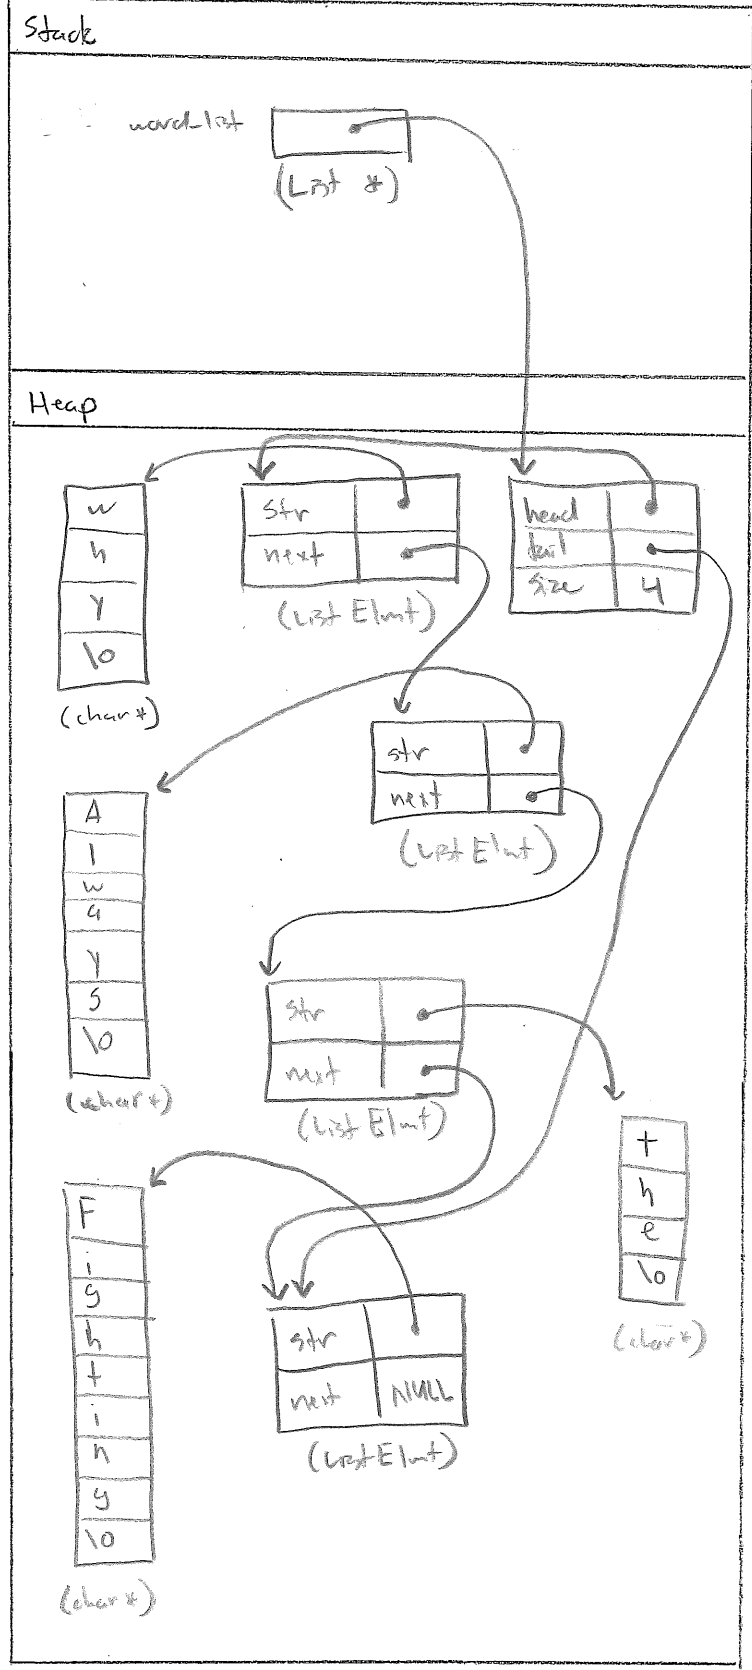 Stack
word_list
(List *)
Heap
w
h
y
\0
(char*)
str
next
(List Elmt)
head
tail
size 4
str
next
(List Elmt)
A
l
w
a
y
s
\0
(char*)
str
next
(List Elmt)
t
h
e
\0
(char*)
F
i
g
h
t
i
n
g
\0
(char*)
str
next NULL
(List Elmt)